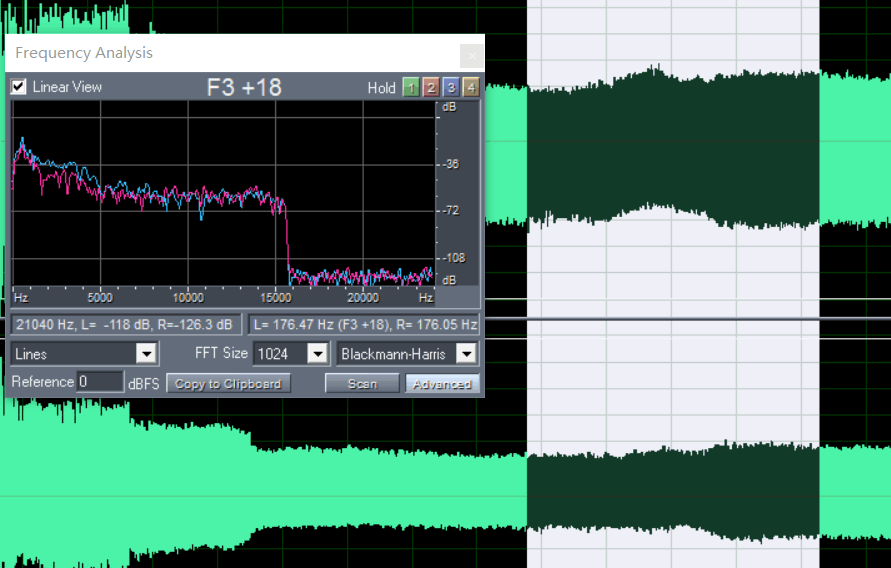 Frequency Analysis
Linear View F3 +18 Hold 1 2 3 4
dB
-36
-72
-108
dB
Hz 5000 10000 15000 20000 Hz
21040 Hz, L= -118 dB, R=-126.3 dB L= 176.47 Hz (F3 +18), R= 176.05 Hz
Lines FFT Size 1024 Blackmann-Harris
Reference 0 dBFS Copy to Clipboard Scan Advanced